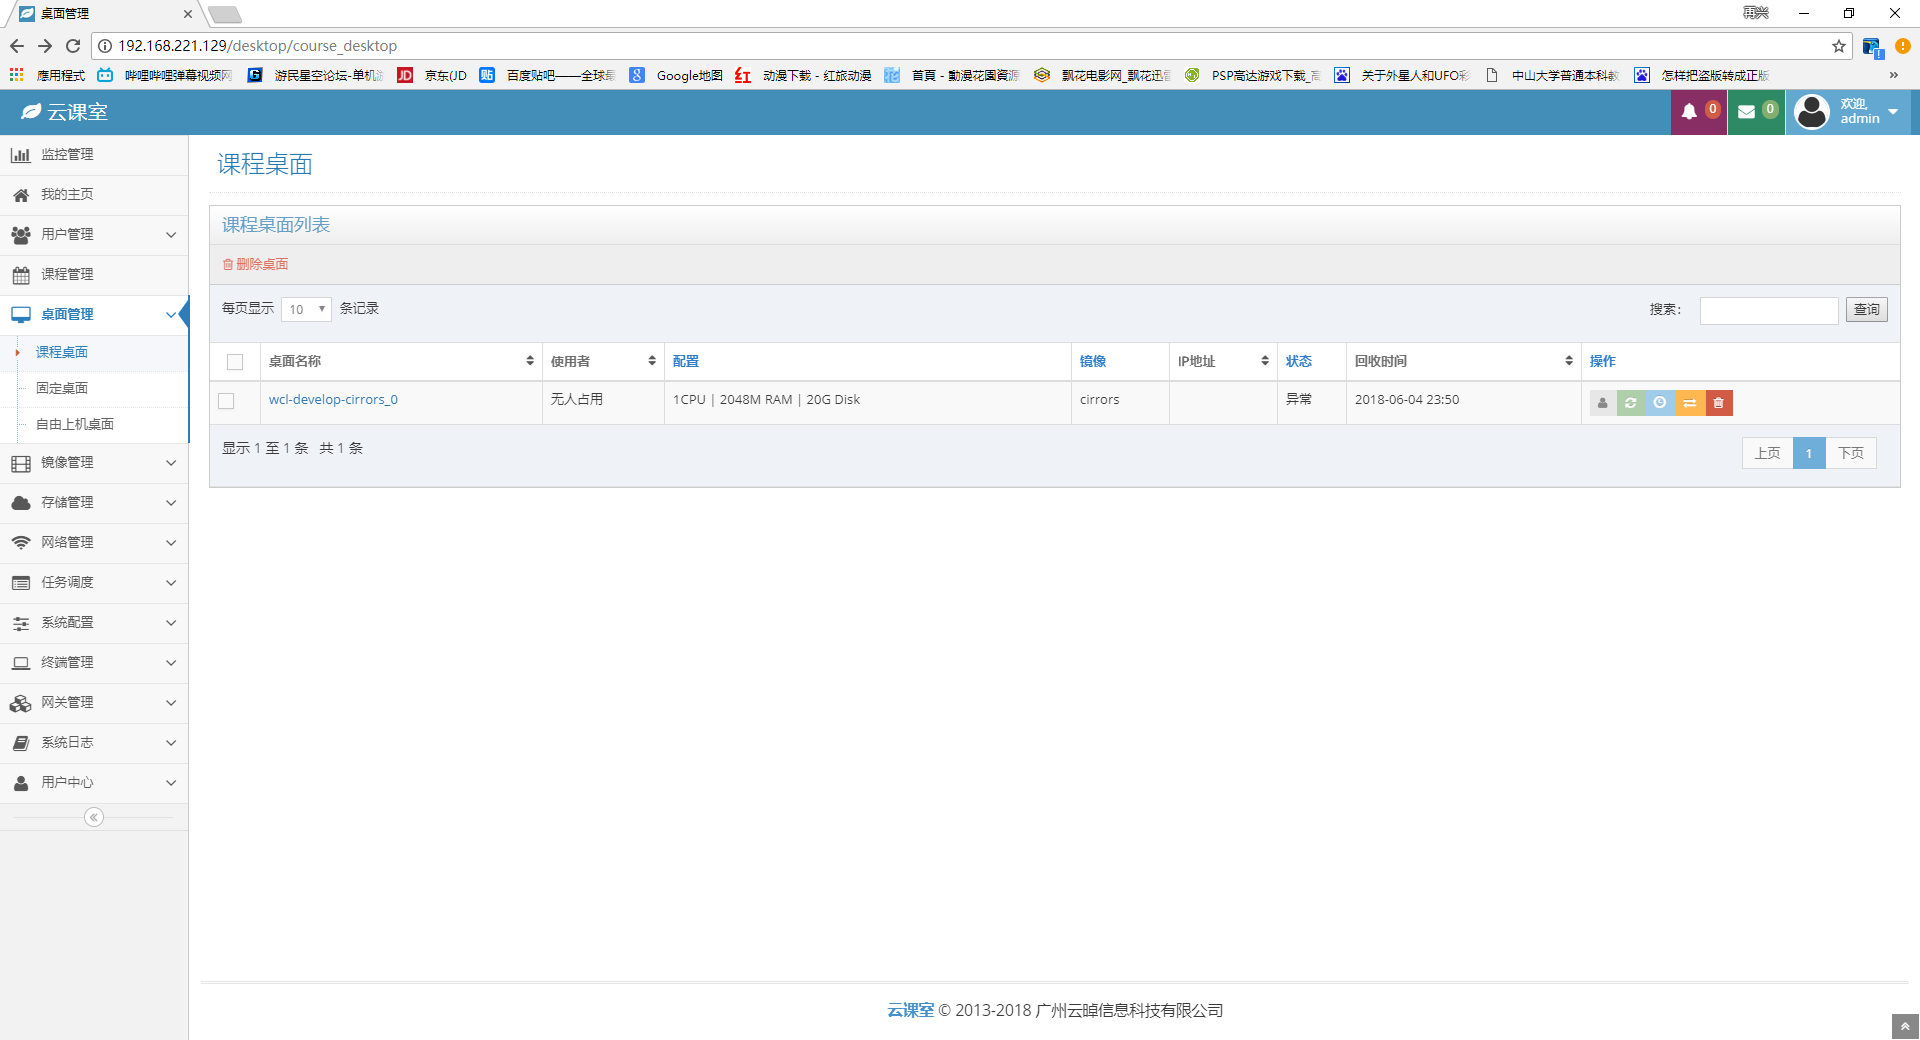 桌面管理
再兴
192.168.221.129/desktop/course_desktop
應用程式 哔哩哔哩弹幕视频网 游民星空论坛-单机游 京东(JD 百度贴吧——全球最 Google地图 动漫下载 - 红旅动漫 首頁 - 動漫花園資源 飘花电影网_飘花迅雷 PSP高达游戏下载_高 关于外星人和UFO彩 中山大学普通本科教 怎样把盗版转成正版 »
云课室
0
0
欢迎,
admin
监控管理
我的主页
用户管理
课程管理
桌面管理
课程桌面
固定桌面
自由上机桌面
镜像管理
存储管理
网络管理
任务调度
系统配置
终端管理
网关管理
系统日志
用户中心
课程桌面
课程桌面列表
删除桌面
每页显示 10 条记录
搜索： 查询
桌面名称 使用者 配置 镜像 IP地址 状态 回收时间 操作
wcl-develop-cirrors_0 无人占用 1CPU | 2048M RAM | 20G Disk cirrors 异常 2018-06-04 23:50
显示 1 至 1 条 共 1 条
上页 1 下页
云课室 © 2013-2018 广州云晫信息科技有限公司